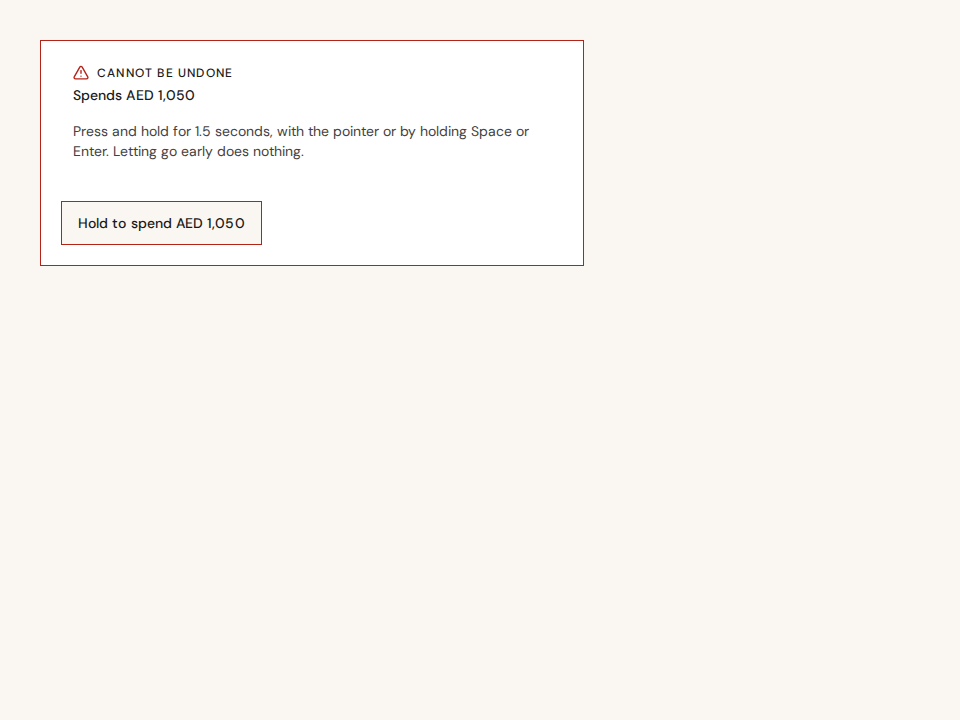 CANNOT BE UNDONE
Spends AED 1,050
Press and hold for 1.5 seconds, with the pointer or by holding Space or
Enter. Letting go early does nothing.
Hold to spend AED 1,050